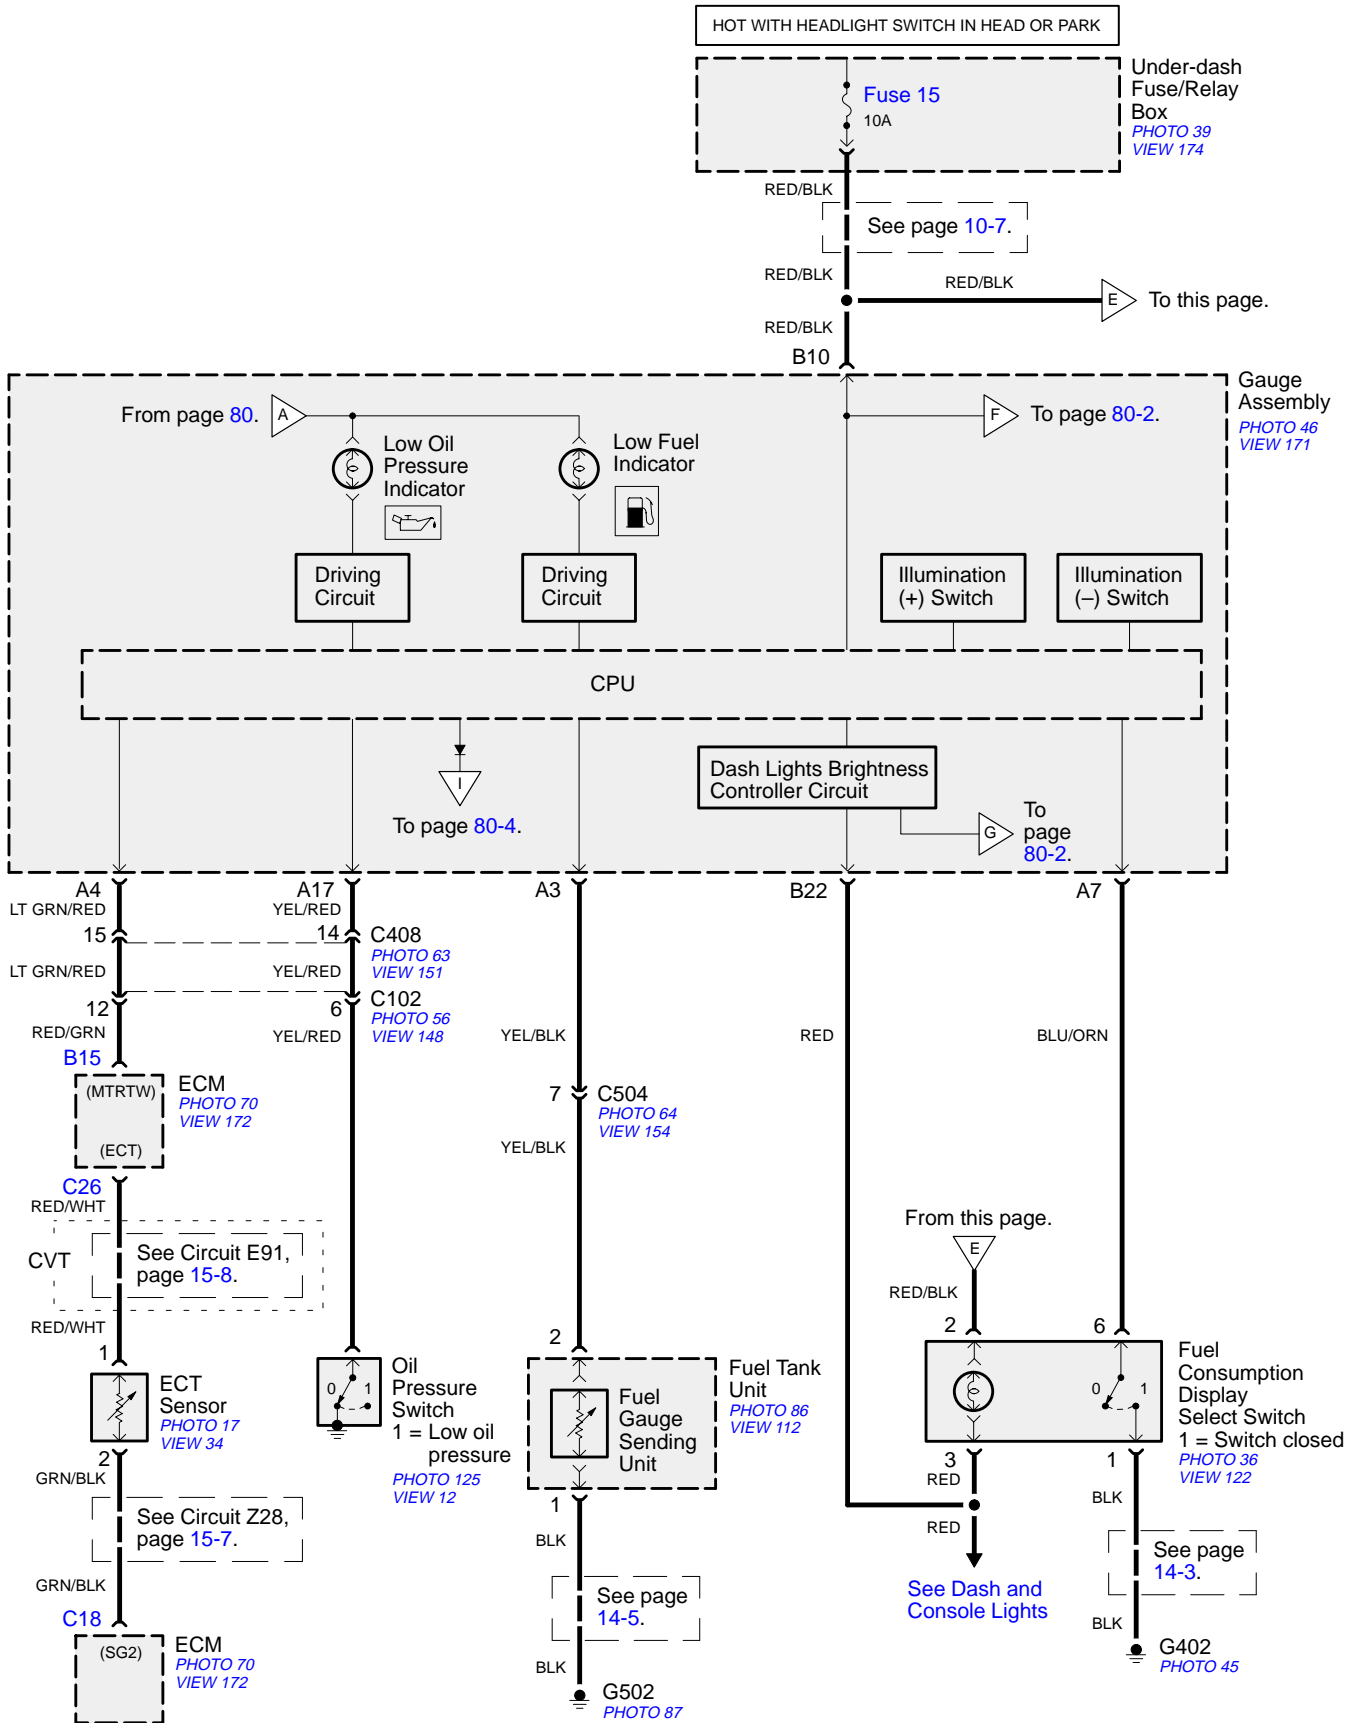 HOT WITH HEADLIGHT SWITCH IN HEAD OR PARK
Under-dash
Fuse/Relay
Box
PHOTO 39
VIEW 174
Fuse 15
10A
RED/BLK
See page 10-7.
RED/BLK
RED/BLK
E
To this page.
RED/BLK
B10
Gauge
Assembly
PHOTO 46
VIEW 171
From page 80.
A
F
To page 80-2.
Low Oil
Pressure
Indicator
Low Fuel
Indicator
Driving
Circuit
Driving
Circuit
Illumination
(+) Switch
Illumination
(–) Switch
CPU
I
To page 80-4.
Dash Lights Brightness
Controller Circuit
G
To
page
80-2.
A4
A17
A3
B22
A7
LT GRN/RED
YEL/RED
15
14
C408
PHOTO 63
VIEW 151
LT GRN/RED
YEL/RED
12
6
C102
PHOTO 56
VIEW 148
RED/GRN
YEL/RED
YEL/BLK
RED
BLU/ORN
B15
(MTRTW)
ECM
PHOTO 70
VIEW 172
(ECT)
7
C504
PHOTO 64
VIEW 154
YEL/BLK
C26
RED/WHT
CVT
See Circuit E91,
page 15-8.
RED/WHT
From this page.
E
RED/BLK
1
2
2
6
ECT
Sensor
PHOTO 17
VIEW 34
0
1
Oil
Pressure
Switch
1 = Low oil
pressure
PHOTO 125
VIEW 12
Fuel
Gauge
Sending
Unit
Fuel Tank
Unit
PHOTO 86
VIEW 112
0
1
Fuel
Consumption
Display
Select Switch
1 = Switch closed
PHOTO 36
VIEW 122
2
GRN/BLK
See Circuit Z28,
page 15-7.
GRN/BLK
C18
(SG2)
ECM
PHOTO 70
VIEW 172
1
BLK
See page
14-5.
BLK
G502
PHOTO 87
3
RED
RED
See Dash and
Console Lights
1
BLK
See page
14-3.
BLK
G402
PHOTO 45